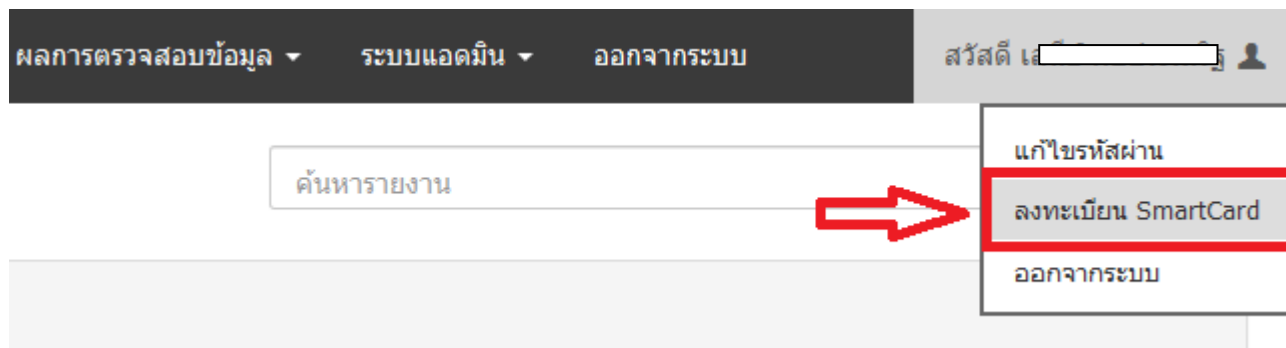 ผลการตรวจสอบข้อมูล ระบบแอดมิน ออกจากระบบ สวัสดี
แก้ไขรหัสผ่าน
ค้นหารายงาน
ลงทะเบียน SmartCard
ออกจากระบบ